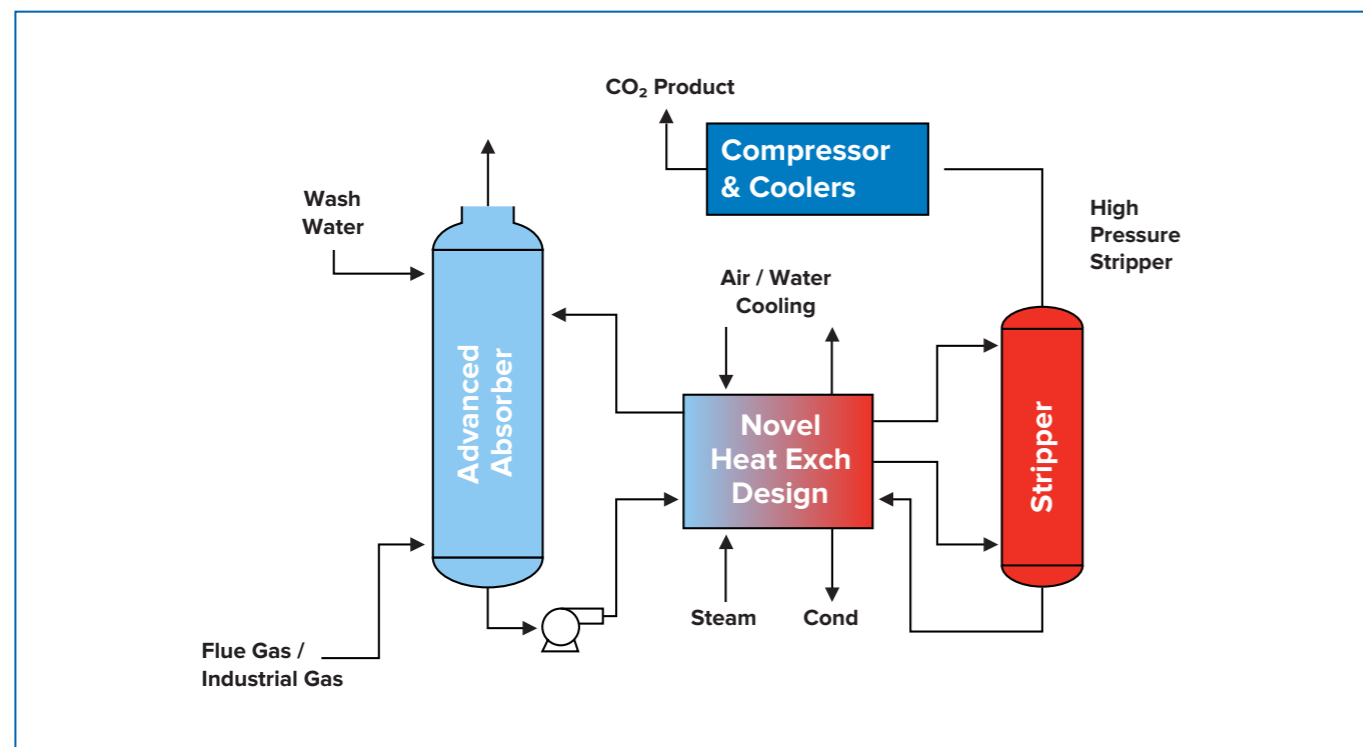 CO₂ Product
Compressor
& Coolers
Wash
Water
High
Pressure
Stripper
Air / Water
Cooling
Advanced
Absorber
Novel
Heat Exch
Design
Stripper
Steam
Cond
Flue Gas /
Industrial Gas